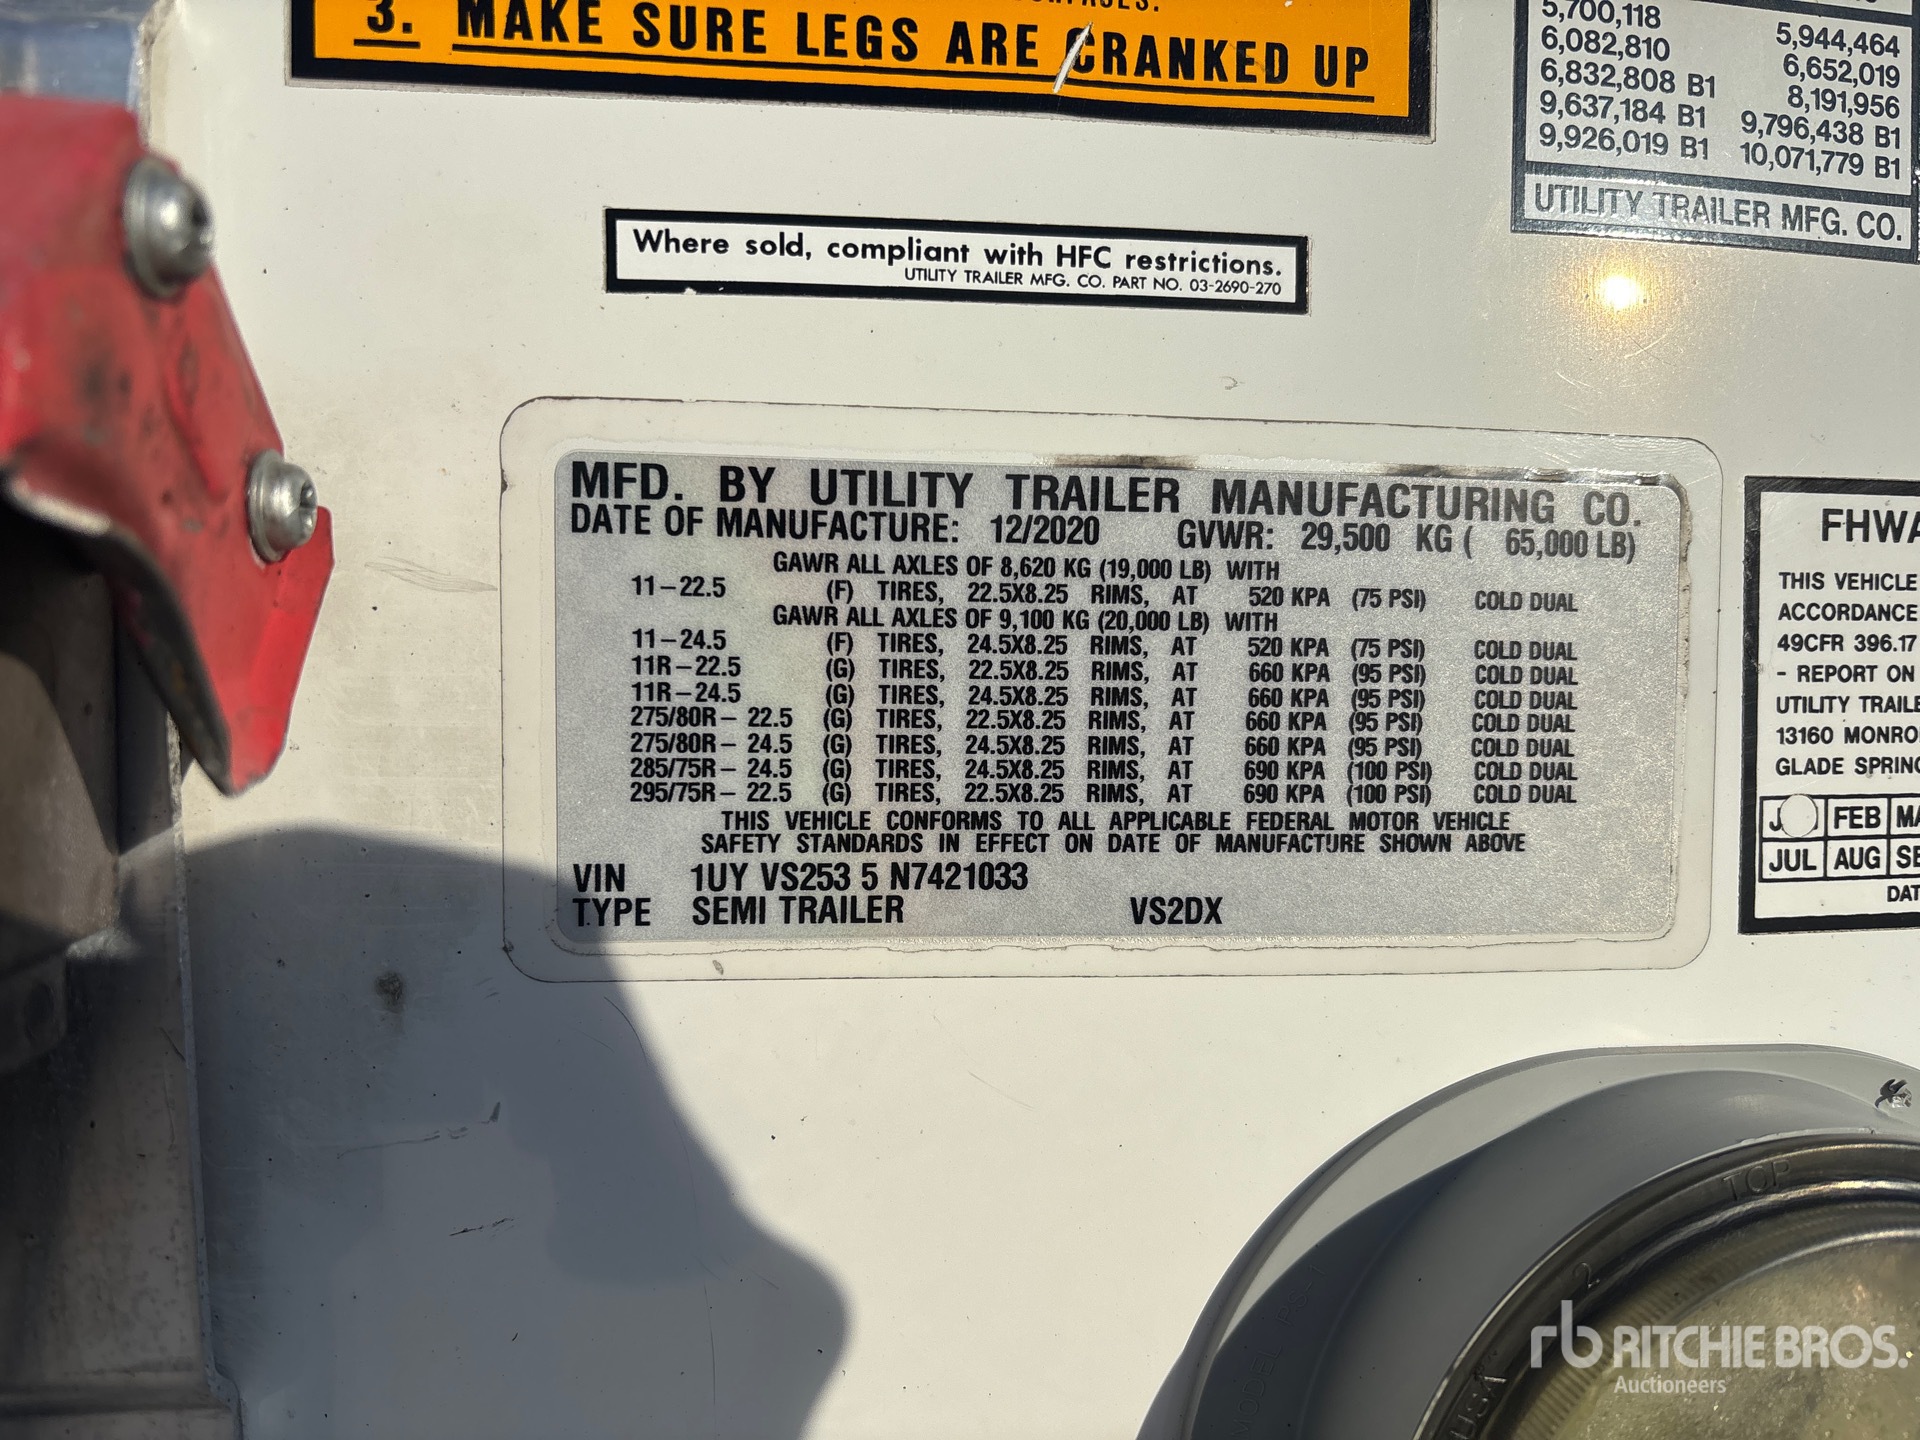 3. MAKE SURE LEGS ARE CRANKED UP
5,700,118 5,944,464
6,082,810 6,652,019
6,832,808 B1 8,191,956
9,637,184 B1 9,796,438 B1
9,926,019 B1 10,071,779 B1
UTILITY TRAILER MFG. CO.
Where sold, compliant with HFC restrictions.
UTILITY TRAILER MFG. CO. PART NO. 03-2690-270
MFD. BY UTILITY TRAILER MANUFACTURING CO.
DATE OF MANUFACTURE: 12/2020 GVWR: 29,500 KG ( 65,000 LB)
GAWR ALL AXLES OF 8,620 KG (19,000 LB) WITH
11-22.5 (F) TIRES, 22.5X8.25 RIMS, AT 520 KPA (75 PSI) COLD DUAL
GAWR ALL AXLES OF 9,100 KG (20,000 LB) WITH
11-24.5 (F) TIRES, 24.5X8.25 RIMS, AT 520 KPA (75 PSI) COLD DUAL
11R-22.5 (G) TIRES, 22.5X8.25 RIMS, AT 660 KPA (95 PSI) COLD DUAL
11R-24.5 (G) TIRES, 24.5X8.25 RIMS, AT 660 KPA (95 PSI) COLD DUAL
275/80R- 22.5 (G) TIRES, 22.5X8.25 RIMS, AT 660 KPA (95 PSI) COLD DUAL
275/80R- 24.5 (G) TIRES, 24.5X8.25 RIMS, AT 660 KPA (95 PSI) COLD DUAL
285/75R- 24.5 (G) TIRES, 24.5X8.25 RIMS, AT 690 KPA (100 PSI) COLD DUAL
295/75R- 22.5 (G) TIRES, 22.5X8.25 RIMS, AT 690 KPA (100 PSI) COLD DUAL
THIS VEHICLE CONFORMS TO ALL APPLICABLE FEDERAL MOTOR VEHICLE
SAFETY STANDARDS IN EFFECT ON DATE OF MANUFACTURE SHOWN ABOVE
VIN 1UY VS253 5 N7421033
TYPE SEMI TRAILER VS2DX
FHWA
THIS VEHICLE
ACCORDANCE
49CFR 396.17
- REPORT ON
UTILITY TRAILE
13160 MONRO
GLADE SPRING
FEB MA
JUL AUG SE
DAT
TOP
2
MODEL PS-1
USA
rb RITCHIE BROS.
Auctioneers